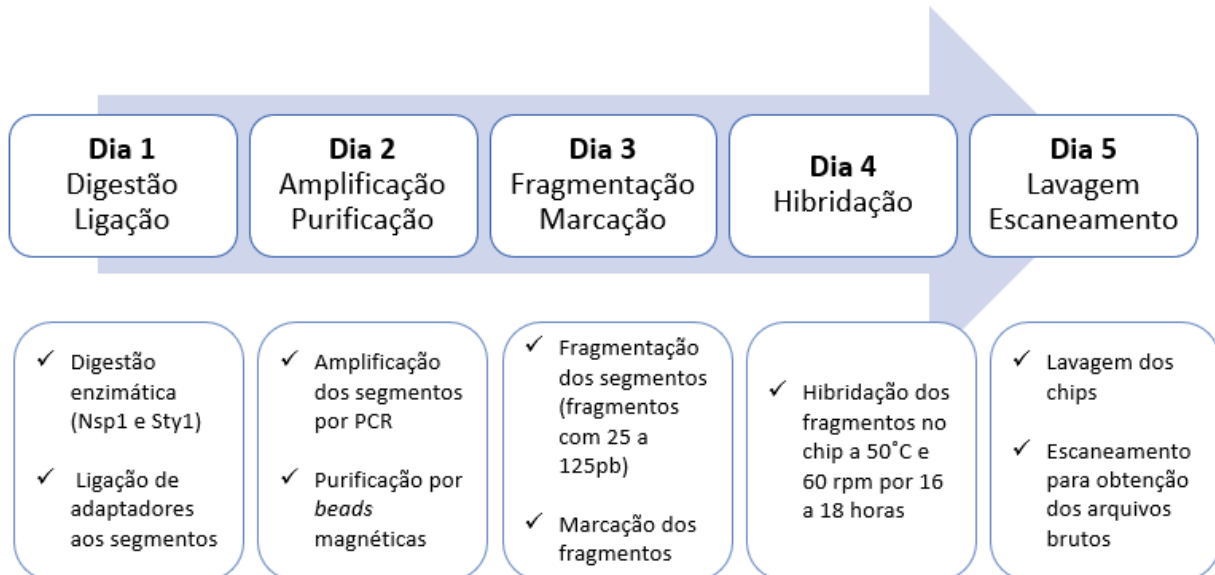 Dia 1
Digestão
Ligação
Dia 2
Amplificação
Purificação
Dia 3
Fragmentação
Marcação
Dia 4
Hibridação
Dia 5
Lavagem
Escaneamento
✓ Digestão
enzimática
(Nsp1 e Sty1)
✓ Ligação de
adaptadores
aos segmentos
✓ Amplificação
dos segmentos
por PCR
✓ Purificação por
beads
magnéticas
✓ Fragmentação
dos segmentos
(fragmentos
com 25 a
125pb)
✓ Marcação dos
fragmentos
✓ Hibridação dos
fragmentos no
chip a 50˚C e
60 rpm por 16
a 18 horas
✓ Lavagem dos
chips
✓ Escaneamento
para obtenção
dos arquivos
brutos